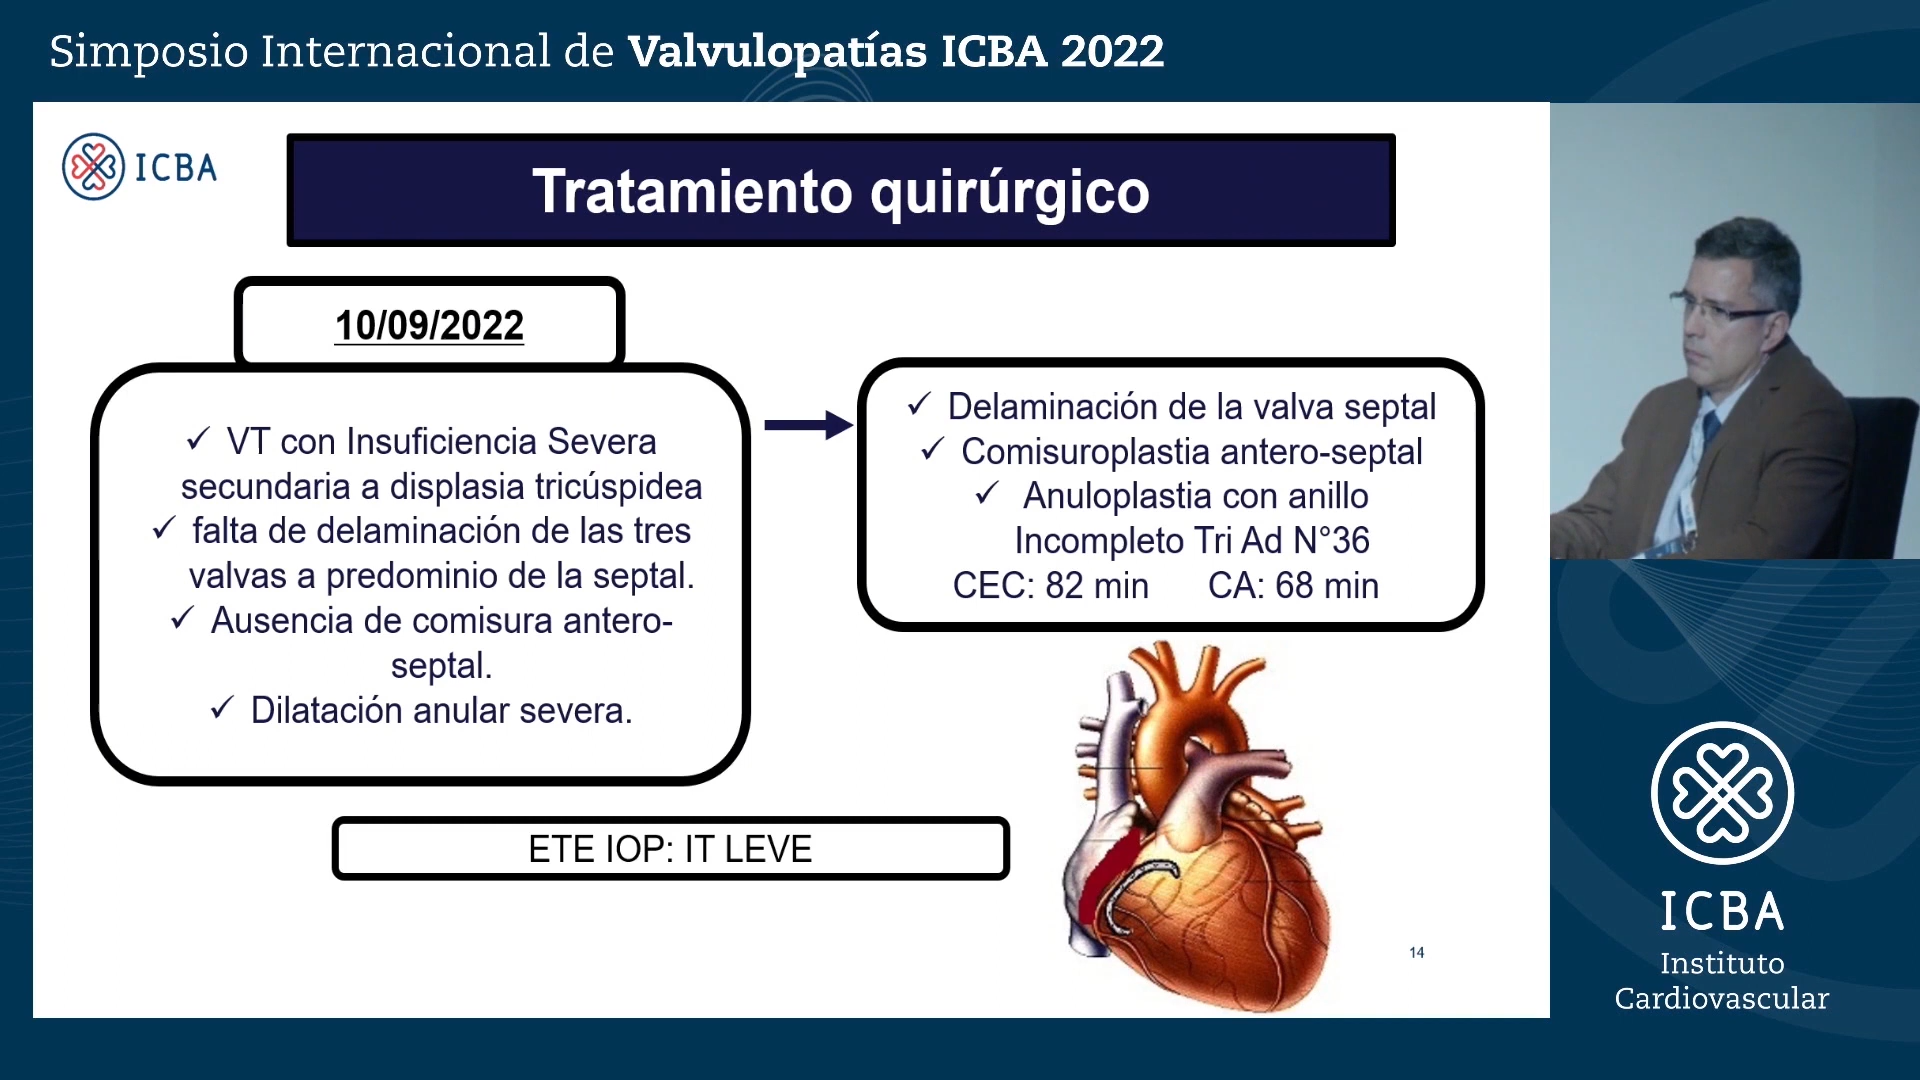 Simposio Internacional de Valvulopatías ICBA 2022
ICBA
Tratamiento quirúrgico
10/09/2022
✓ VT con Insuficiencia Severa
secundaria a displasia tricúspidea
✓ falta de delaminación de las tres
valvas a predominio de la septal.
✓ Ausencia de comisura antero-
septal.
✓ Dilatación anular severa.
✓ Delaminación de la valva septal
✓ Comisuroplastia antero-septal
✓ Anuloplastia con anillo
Incompleto Tri Ad N°36
CEC: 82 min CA: 68 min
ETE IOP: IT LEVE
14
ICBA
Instituto
Cardiovascular